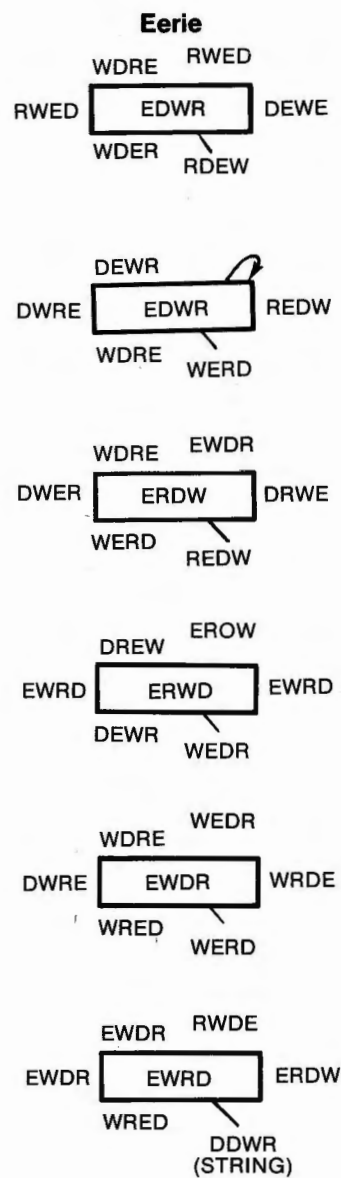 Eerie
WDRE RWED
RWED EDWR DEWE
WDER RDEW
DEWR
DWRE EDWR REDW
WDRE WERD
WDRE EWDR
DWER ERDW DRWE
WERD REDW
DREW EROW
EWRD ERWD EWRD
DEWR WEDR
WDRE WEDR
DWRE EWDR WRDE
WRED WERD
EWDR RWDE
EWDR EWRD ERDW
WRED
DDWR
(STRING)